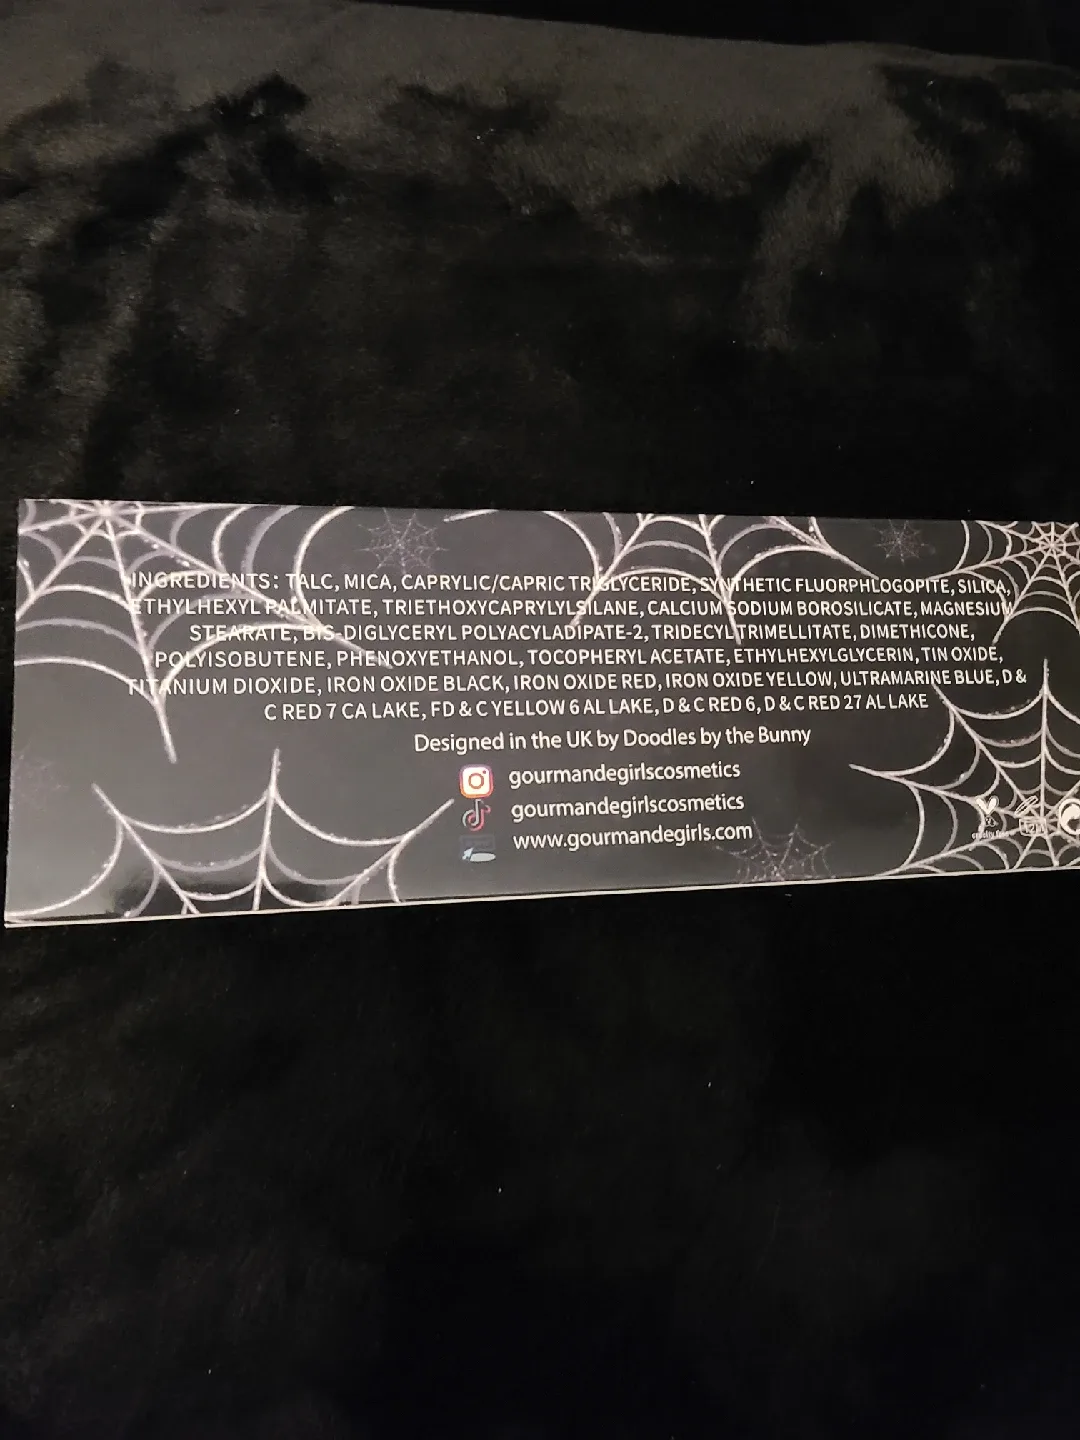 INGREDIENTS: TALC, MICA, CAPRYLIC/CAPRIC TRIGLYCERIDE, SYNTHETIC FLUORPHLOGOPITE, SILICA,
ETHYLHEXYL PALMITATE, TRIETHOXYCAPRYLYLSILANE, CALCIUM SODIUM BOROSILICATE, MAGNESIUM
STEARATE, BIS-DIGLYCERYL POLYACYLADIPATE-2, TRIDECYL TRIMELLITATE, DIMETHICONE,
POLYISOBUTENE, PHENOXYETHANOL, TOCOPHERYL ACETATE, ETHYLHEXYLGLYCERIN, TIN OXIDE,
TITANIUM DIOXIDE, IRON OXIDE BLACK, IRON OXIDE RED, IRON OXIDE YELLOW, ULTRAMARINE BLUE, D &
C RED 7 CA LAKE, FD & C YELLOW 6 AL LAKE, D & C RED 6, D & C RED 27 AL LAKE
Designed in the UK by Doodles by the Bunny
gourmandegirlscosmetics
gourmandegirlscosmetics
www.gourmandegirls.com
cruelty free
12M